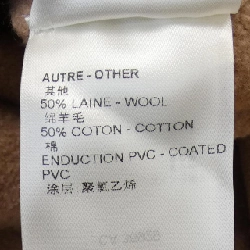 AUTRE - OTHER
其他
50% LAINE - WOOL
绵羊毛
50% COTON - COTTON
棉
ENDUCTION PVC - COATED
PVC
涂层 聚氯乙烯